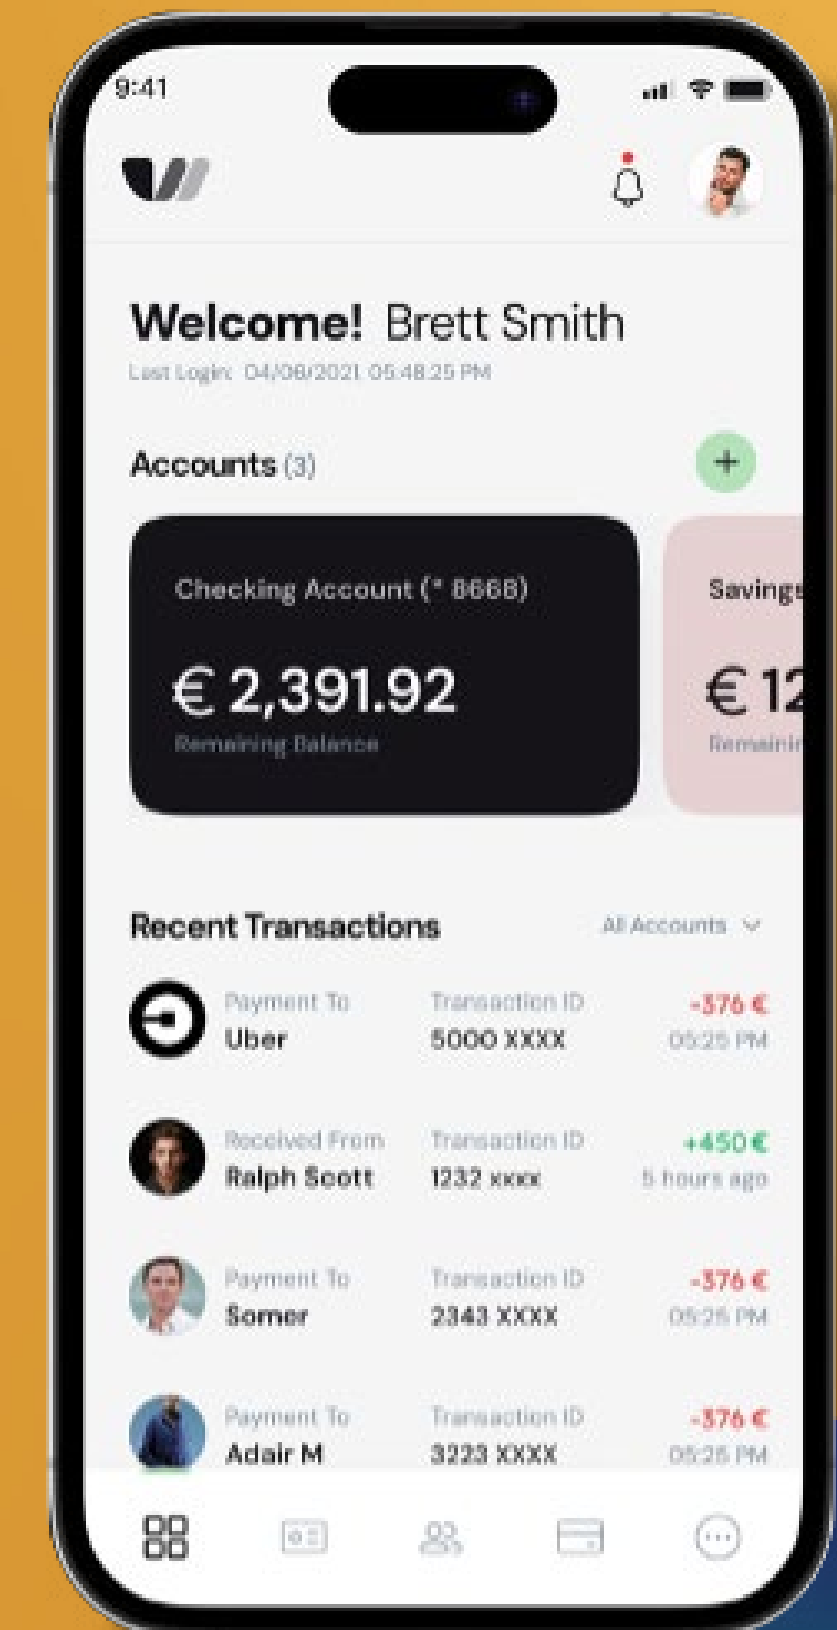 9:41
Welcome! Brett Smith
Last Login: 04/06/2021, 05:48:25 PM
Accounts (3)
Checking Account (* 8668)
Savings
€ 2,391.92
€ 12
Remaining Balance
Remainin
Recent Transactions
All Accounts
Payment To
Transaction ID
-376 €
Uber
5000 XXXX
05:25 PM
Received From
Transaction ID
+450 €
Ralph Scott
1232 xxxx
5 hours ago
Payment To
Transaction ID
-376 €
Somer
2343 XXXX
05:25 PM
Payment To
Transaction ID
-376 €
Adair M
3223 XXXX
05:25 PM